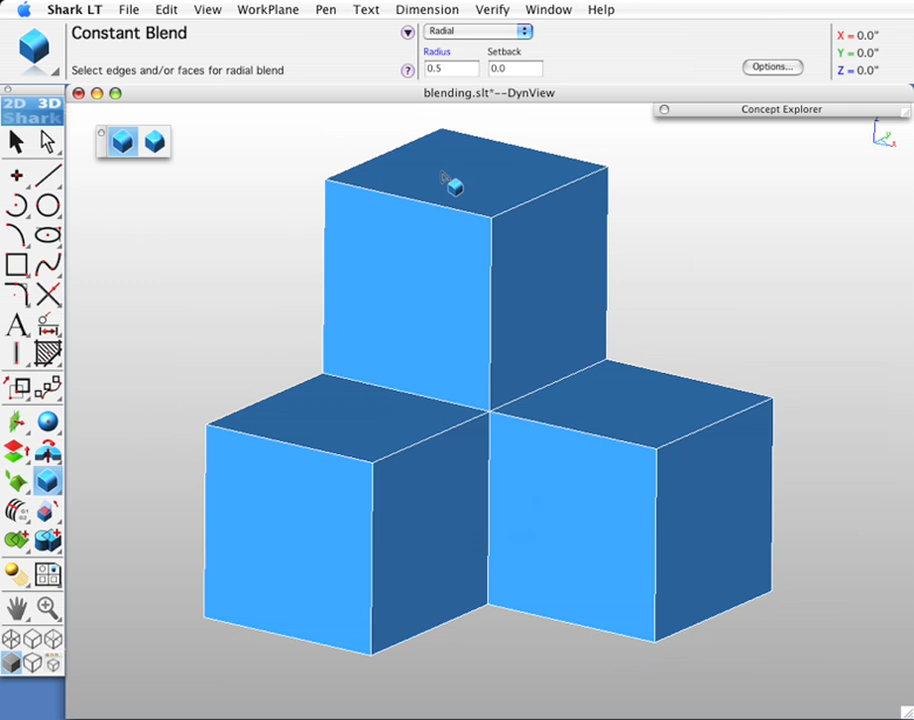 Shark LT File Edit View WorkPlane Pen Text Dimension Verify Window Help
Constant Blend
Radial
X = 0.0"
Radius Setback
Y = 0.0"
Select edges and/or faces for radial blend
0.5 0.0
Options...
Z = 0.0"
blending.slt*--DynView
2D 3D
Shark
Concept Explorer
z
y
x
A